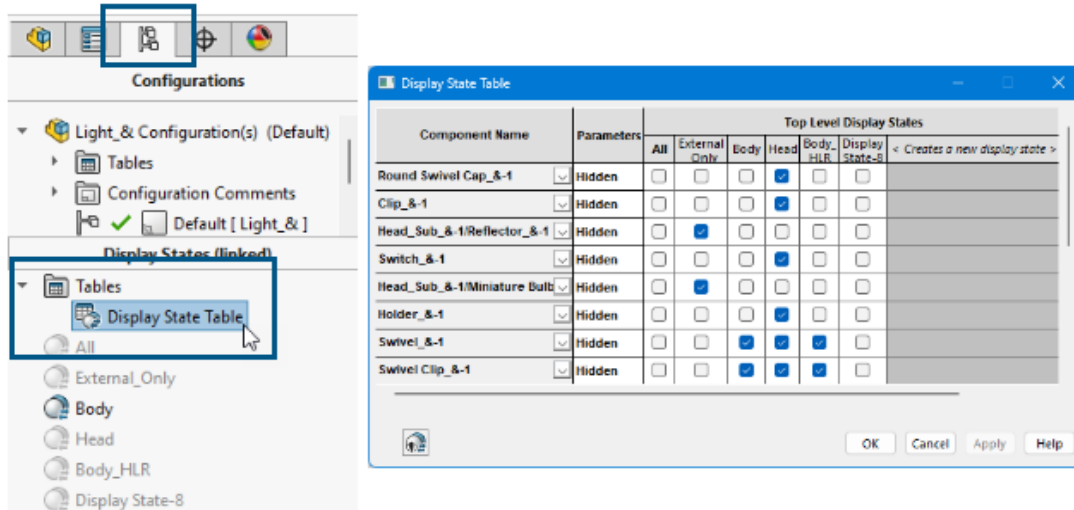 Configurations
Light_& Configuration(s) (Default)
Tables
Configuration Comments
Default [ Light_& ]
Display States (linked)
Tables
Display State Table
All
External_Only
Body
Head
Body_HLR
Display State-8
Display State Table
Component Name Parameters Top Level Display States
All External Only Body Head Body_HLR Display State-8 < Creates a new display state >
Round Swivel Cap_&-1 Hidden
Clip_&-1 Hidden
Head_Sub_&-1/Reflector_&-1 Hidden
Switch_&-1 Hidden
Head_Sub_&-1/Miniature Bulb Hidden
Holder_&-1 Hidden
Swivel_&-1 Hidden
Swivel Clip_&-1 Hidden
OK Cancel Apply Help